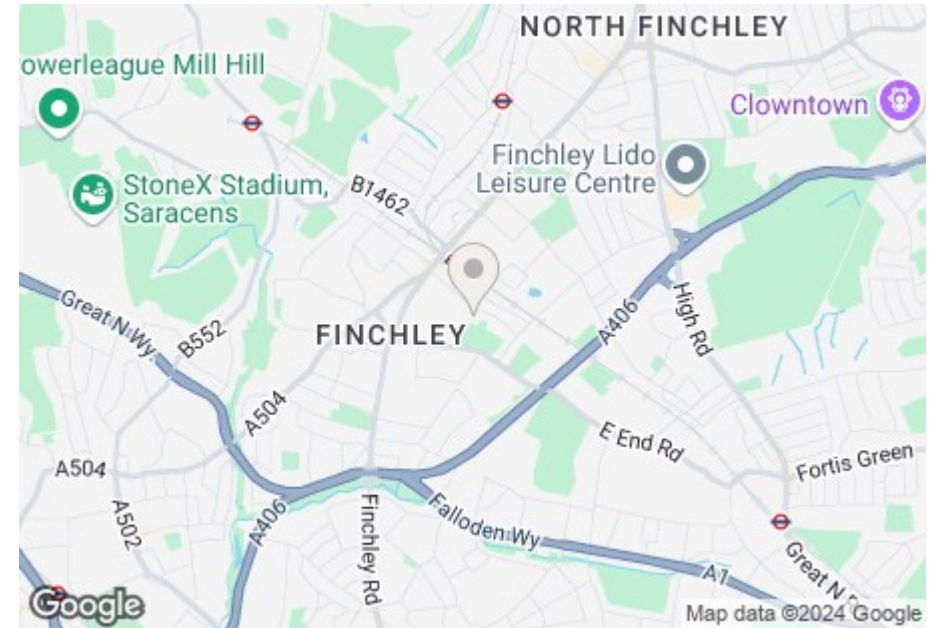 NORTH FINCHLEY
owerleague Mill Hill
Clowntown
Finchley Lido
Leisure Centre
StoneX Stadium,
Saracens
B1462
Great N Wy
B552
FINCHLEY
A406
High Rd
A504
E End Rd
A504
Fortis Green
A502
A406
Finchley Rd
Falloden Wy
A1
Great N
Google
Map data ©2024 Google